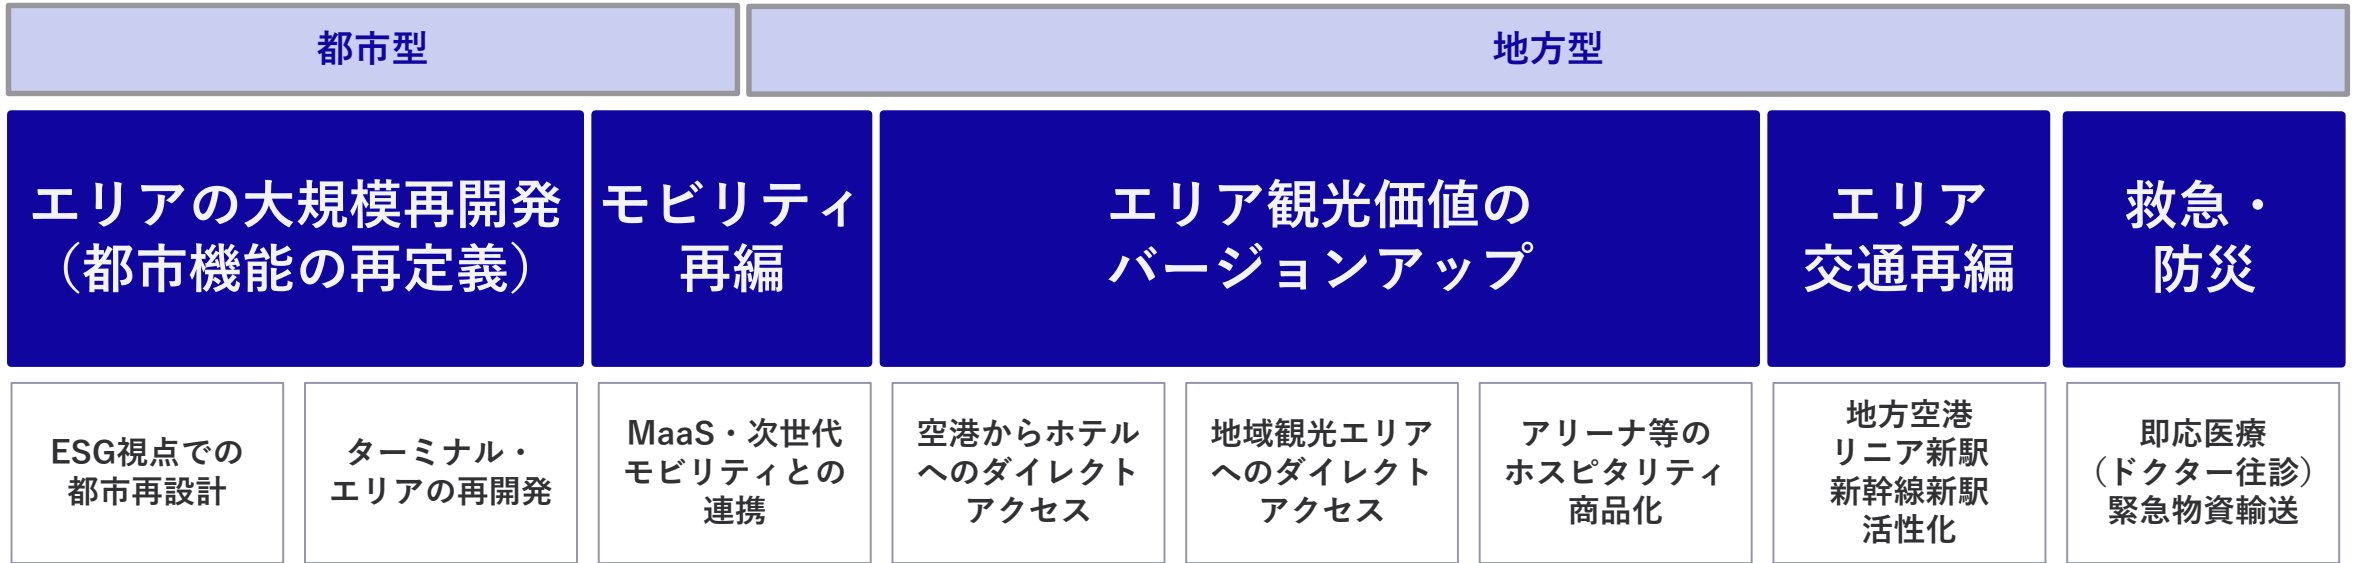 都市型
地方型
エリアの大規模再開発
（都市機能の再定義）
モビリティ
再編
エリア観光価値の
バージョンアップ
エリア
交通再編
救急・
防災
ESG視点での
都市再設計
ターミナル・
エリアの再開発
MaaS・次世代
モビリティとの
連携
空港からホテル
へのダイレクト
アクセス
地域観光エリア
へのダイレクト
アクセス
アリーナ等の
ホスピタリティ
商品化
地方空港
リニア新駅
新幹線新駅
活性化
即応医療
（ドクター往診）
緊急物資輸送